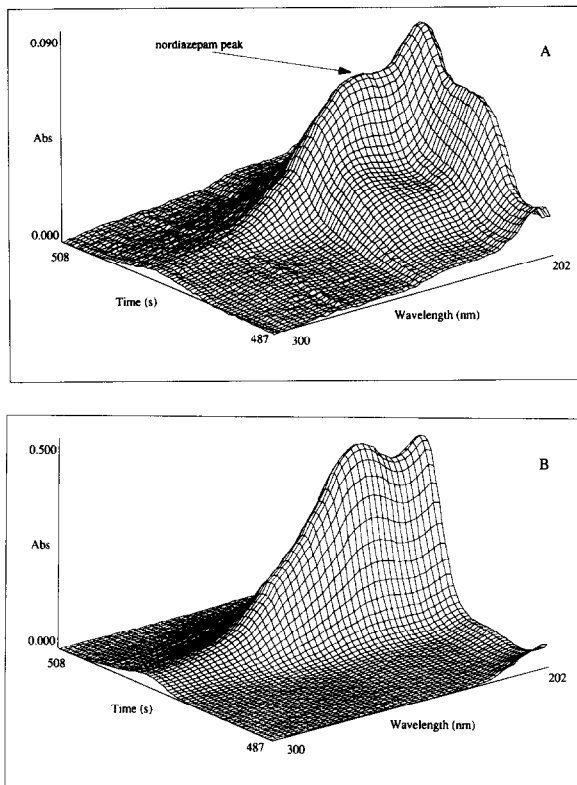 0.090
nordiazepam peak
A
Abs
0.000
508
202
Time (s)
Wavelength (nm)
487
300
0.500
B
Abs
0.000
508
202
Time (s)
Wavelength (nm)
487
300